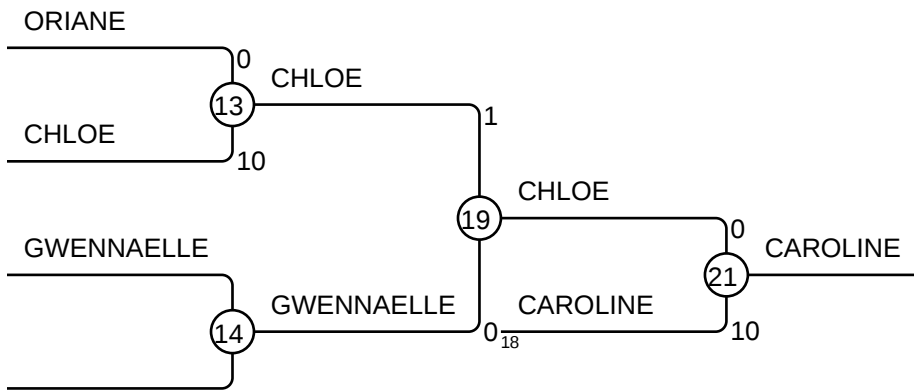 ORIANE
0
13
CHLOE
CHLOE
10
1
GWENNAELLE
14
GWENNAELLE
0
19
CHLOE
0
18
CAROLINE
10
21
CAROLINE